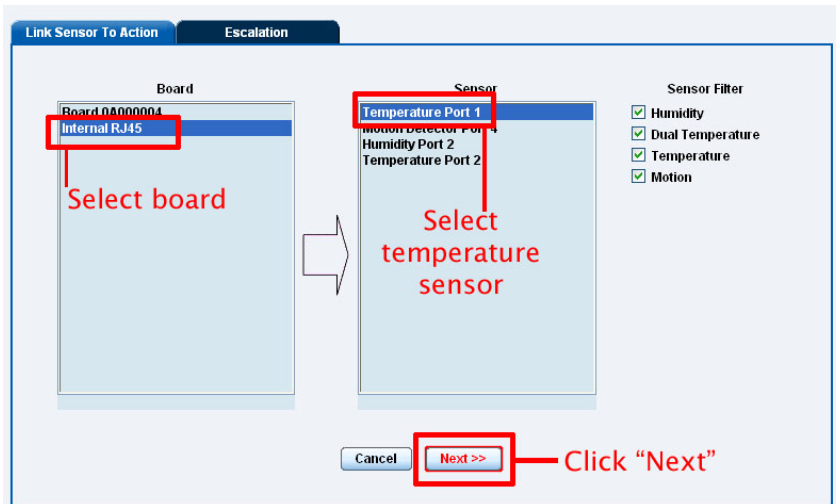 Link Sensor To Action
Escalation
Board
Sensor
Sensor Filter
Board 0A000004
Internal RJ45
Temperature Port 1
Motion Detector Port 4
Humidity Port 2
Temperature Port 2
Humidity
Dual Temperature
Temperature
Motion
Select board
Select
temperature
sensor
Cancel
Next >>
Click “Next”